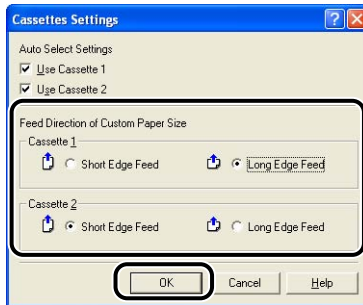 Cassettes Settings
Auto Select Settings
Use Cassette 1
Use Cassette 2
Feed Direction of Custom Paper Size
Cassette 1
Short Edge Feed Long Edge Feed
Cassette 2
Short Edge Feed Long Edge Feed
OK Cancel Help